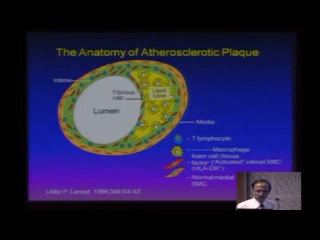 The Anatomy of Atherosclerotic Plaque
Intima
Fibrous
cap
Lipid
core
Lumen
Media
T lymphocyte
Macrophage
foam cell (tissue
factor+)
"Activated" intimal SMC
(HLA-DR+)
Normal medial
SMC
Libby P. Lancet. 1996;348:S4-S7.